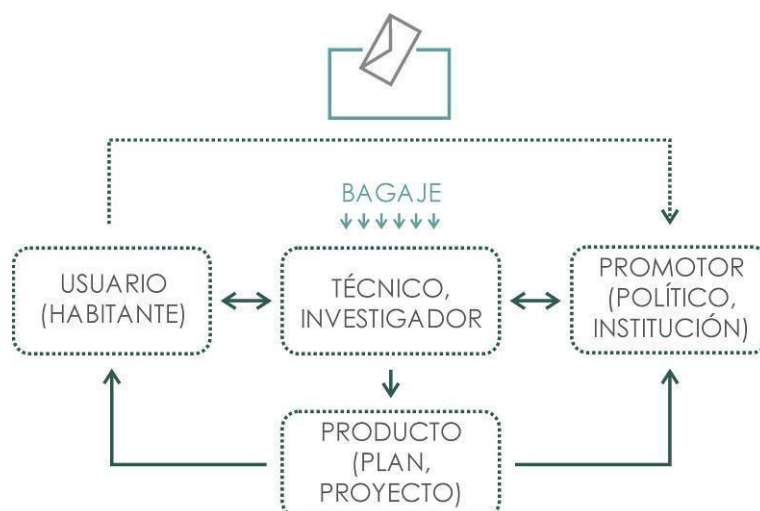 BAGAJE
USUARIO
(HABITANTE)
TÉCNICO,
INVESTIGADOR
PROMOTOR
(POLÍTICO,
INSTITUCIÓN)
PRODUCTO
(PLAN,
PROYECTO)